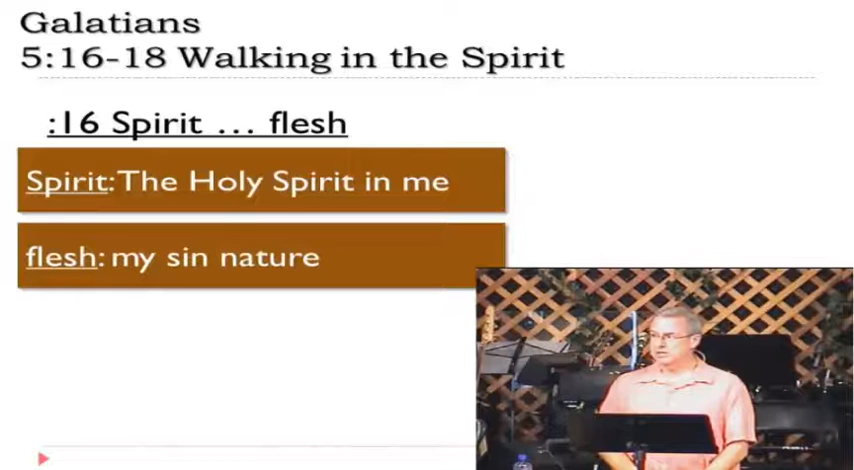 Galatians
5:16-18 Walking in the Spirit
:16 Spirit … flesh
Spirit: The Holy Spirit in me
flesh: my sin nature